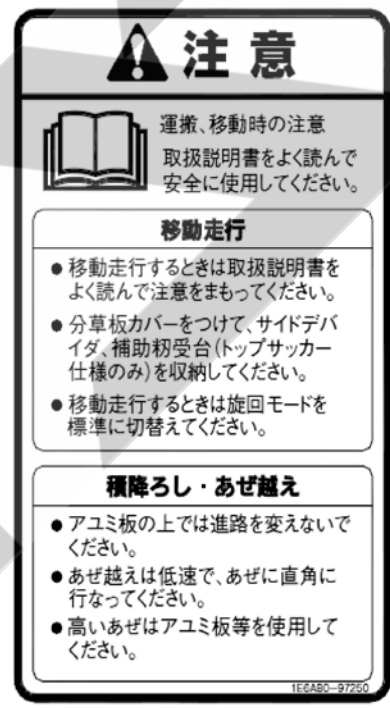 注意
運搬、移動時の注意
取扱説明書をよく読んで
安全に使用してください。
移動走行
● 移動走行するときは取扱説明書を
よく読んで注意をまもってください。
● 分草板カバーをつけて、サイドデバ
イダ、補助籾受台(トップサッカー
仕様のみ)を収納してください。
● 移動走行するときは旋回モードを
標準に切替えてください。
積降ろし・あぜ越え
● アユミ板の上では進路を変えないで
ください。
● あぜ越えは低速で、あぜに直角に
行なってください。
● 高いあぜはアユミ板等を使用して
ください。
1E6A80-97250